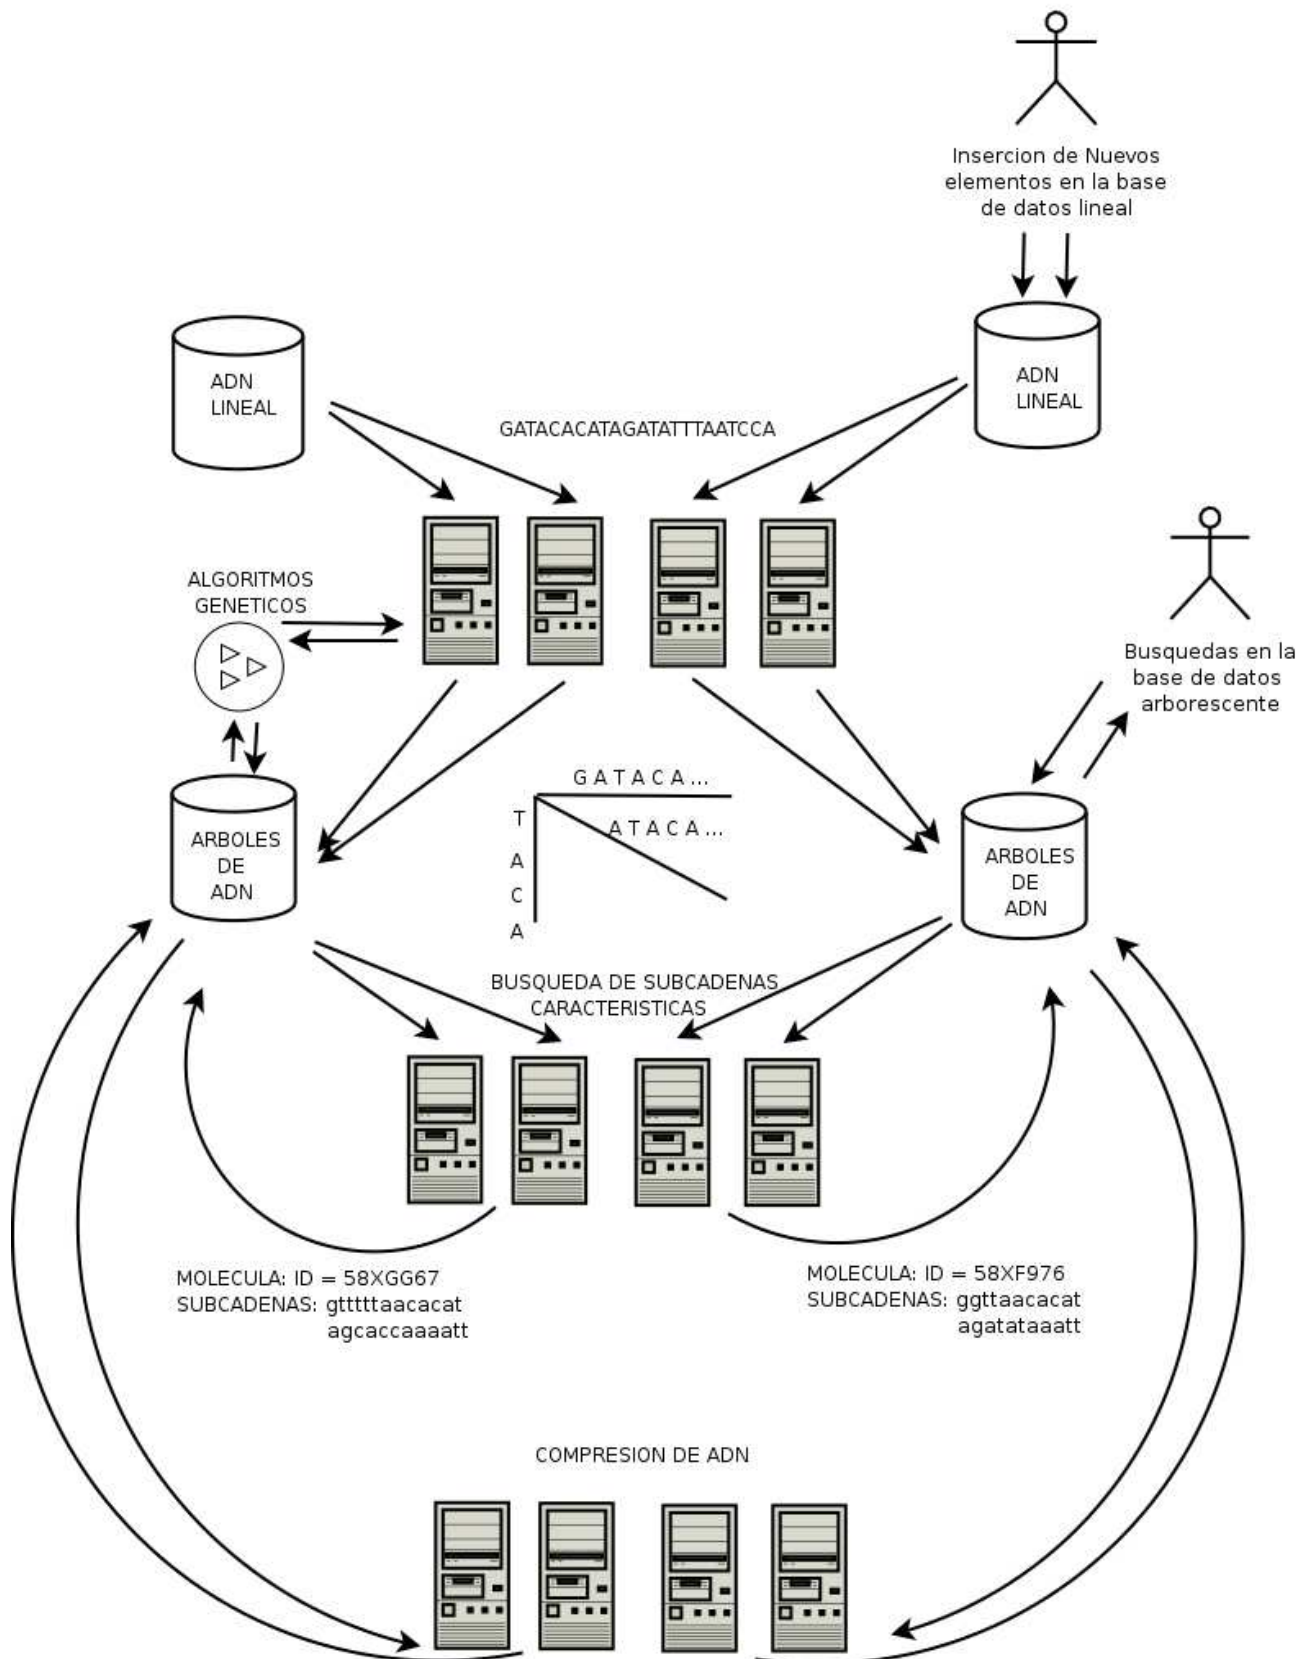 Insercion de Nuevos
elementos en la base
de datos lineal
ADN
LINEAL
ADN
LINEAL
GATACACATAGATATTTAATCCA
ALGORITMOS
GENETICOS
Busquedas en la
base de datos
arborescente
G A T A C A ...
A T A C A ...
T
A
C
A
ARBOLES
DE
ADN
ARBOLES
DE
ADN
BUSQUEDA DE SUBCADENAS
CARACTERISTICAS
MOLECULA: ID = 58XGG67
SUBCADENAS: gtttttaacacat
agcaccaaaatt
MOLECULA: ID = 58XF976
SUBCADENAS: ggttaacacat
agatataaatt
COMPRESION DE ADN